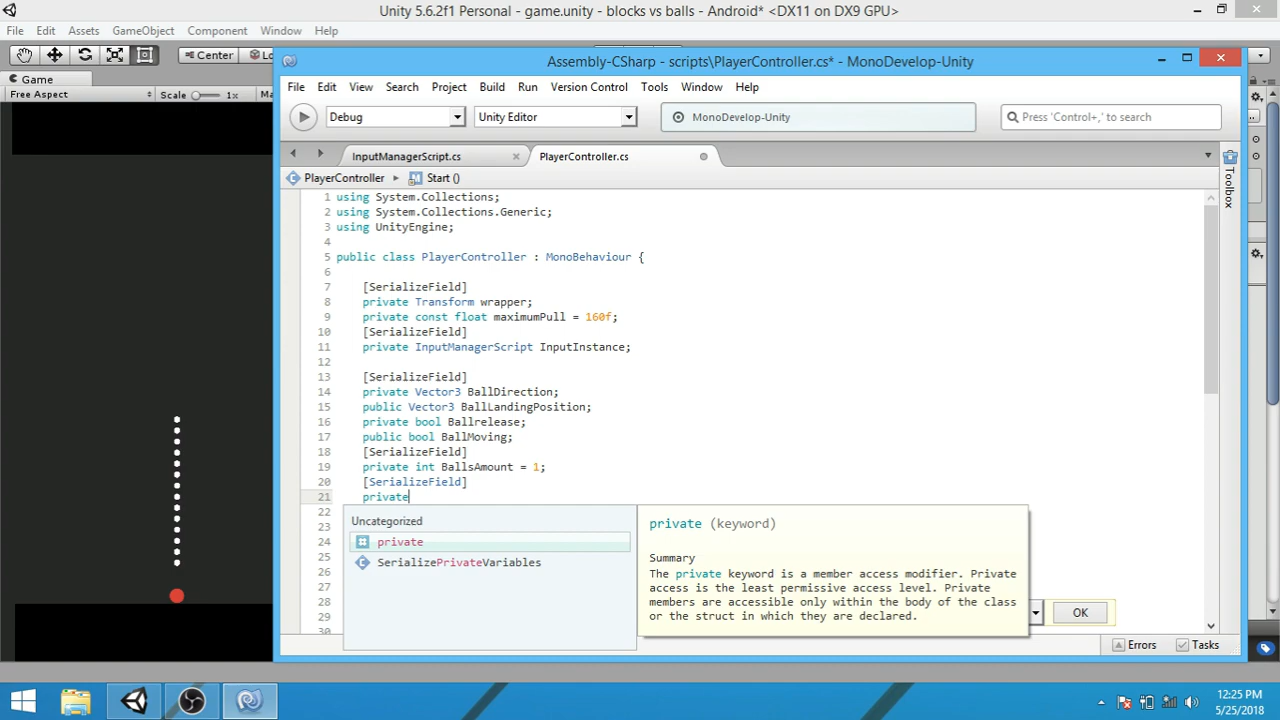 Unity 5.6.2f1 Personal - game.unity - blocks vs balls - Android* <DX11 on DX9 GPU>
File Edit Assets GameObject Component Window Help
Center Lo
Game
Free Aspect Scale 1x Ma
Assembly-CSharp - scripts\PlayerController.cs* - MonoDevelop-Unity
File Edit View Search Project Build Run Version Control Tools Window Help
Debug Unity Editor MonoDevelop-Unity Press 'Control+,' to search
InputManagerScript.cs PlayerController.cs
PlayerController Start ()
Toolbox
1 using System.Collections;
2 using System.Collections.Generic;
3 using UnityEngine;
4
5 public class PlayerController : MonoBehaviour {
6
7 [SerializeField]
8 private Transform wrapper;
9 private const float maximumPull = 160f;
10 [SerializeField]
11 private InputManagerScript InputInstance;
12
13 [SerializeField]
14 private Vector3 BallDirection;
15 public Vector3 BallLandingPosition;
16 private bool Ballrelease;
17 public bool BallMoving;
18 [SerializeField]
19 private int BallsAmount = 1;
20 [SerializeField]
21 private
22
23
24
25
26
27
28
29
30
Uncategorized
private
SerializePrivateVariables
private (keyword)
Summary
The private keyword is a member access modifier. Private
access is the least permissive access level. Private
members are accessible only within the body of the class
or the struct in which they are declared.
OK
Errors Tasks
12:25 PM
5/25/2018